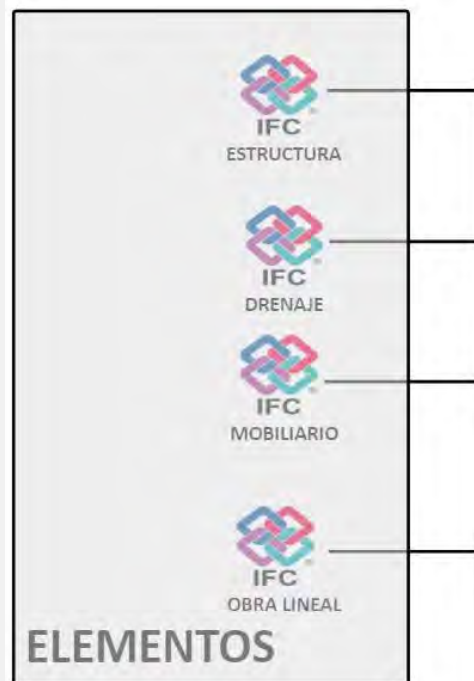 IFC
ESTRUCTURA
IFC
DRENAJE
IFC
MOBILIARIO
IFC
OBRA LINEAL
ELEMENTOS